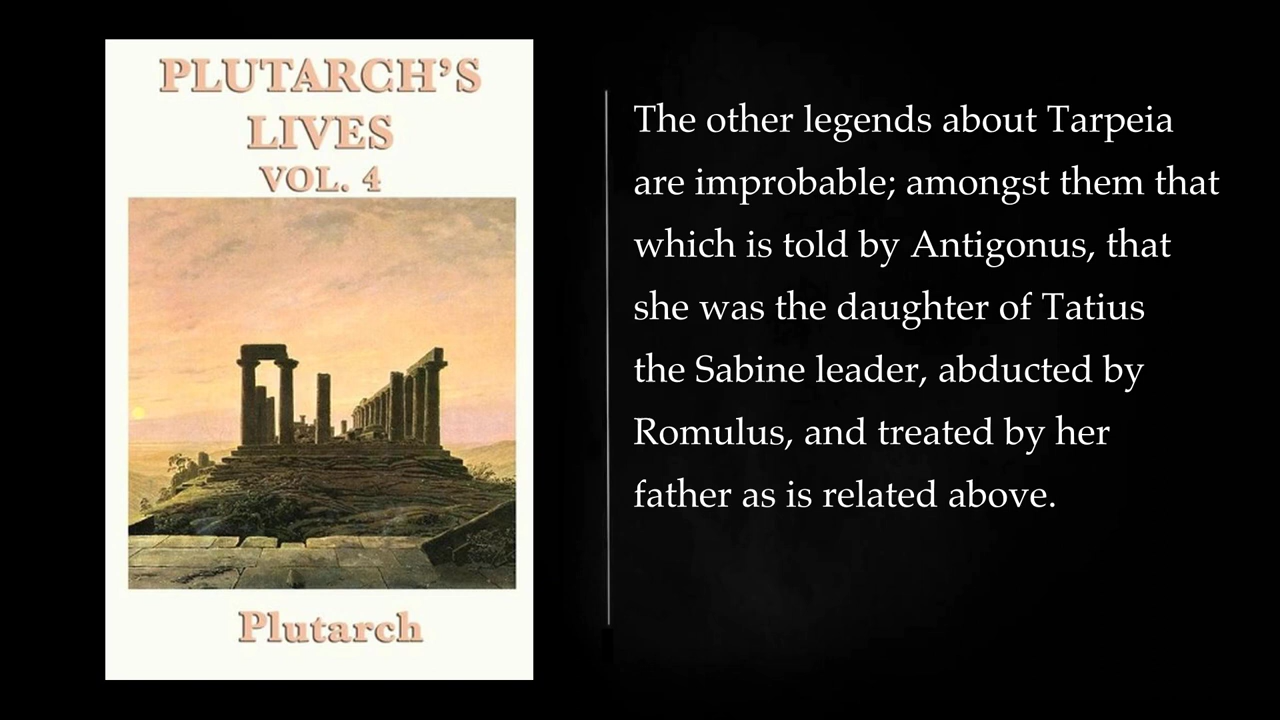 PLUTARCH'S
LIVES
VOL. 4
Plutarch
The other legends about Tarpeia
are improbable; amongst them that
which is told by Antigonus, that
she was the daughter of Tatius
the Sabine leader, abducted by
Romulus, and treated by her
father as is related above.